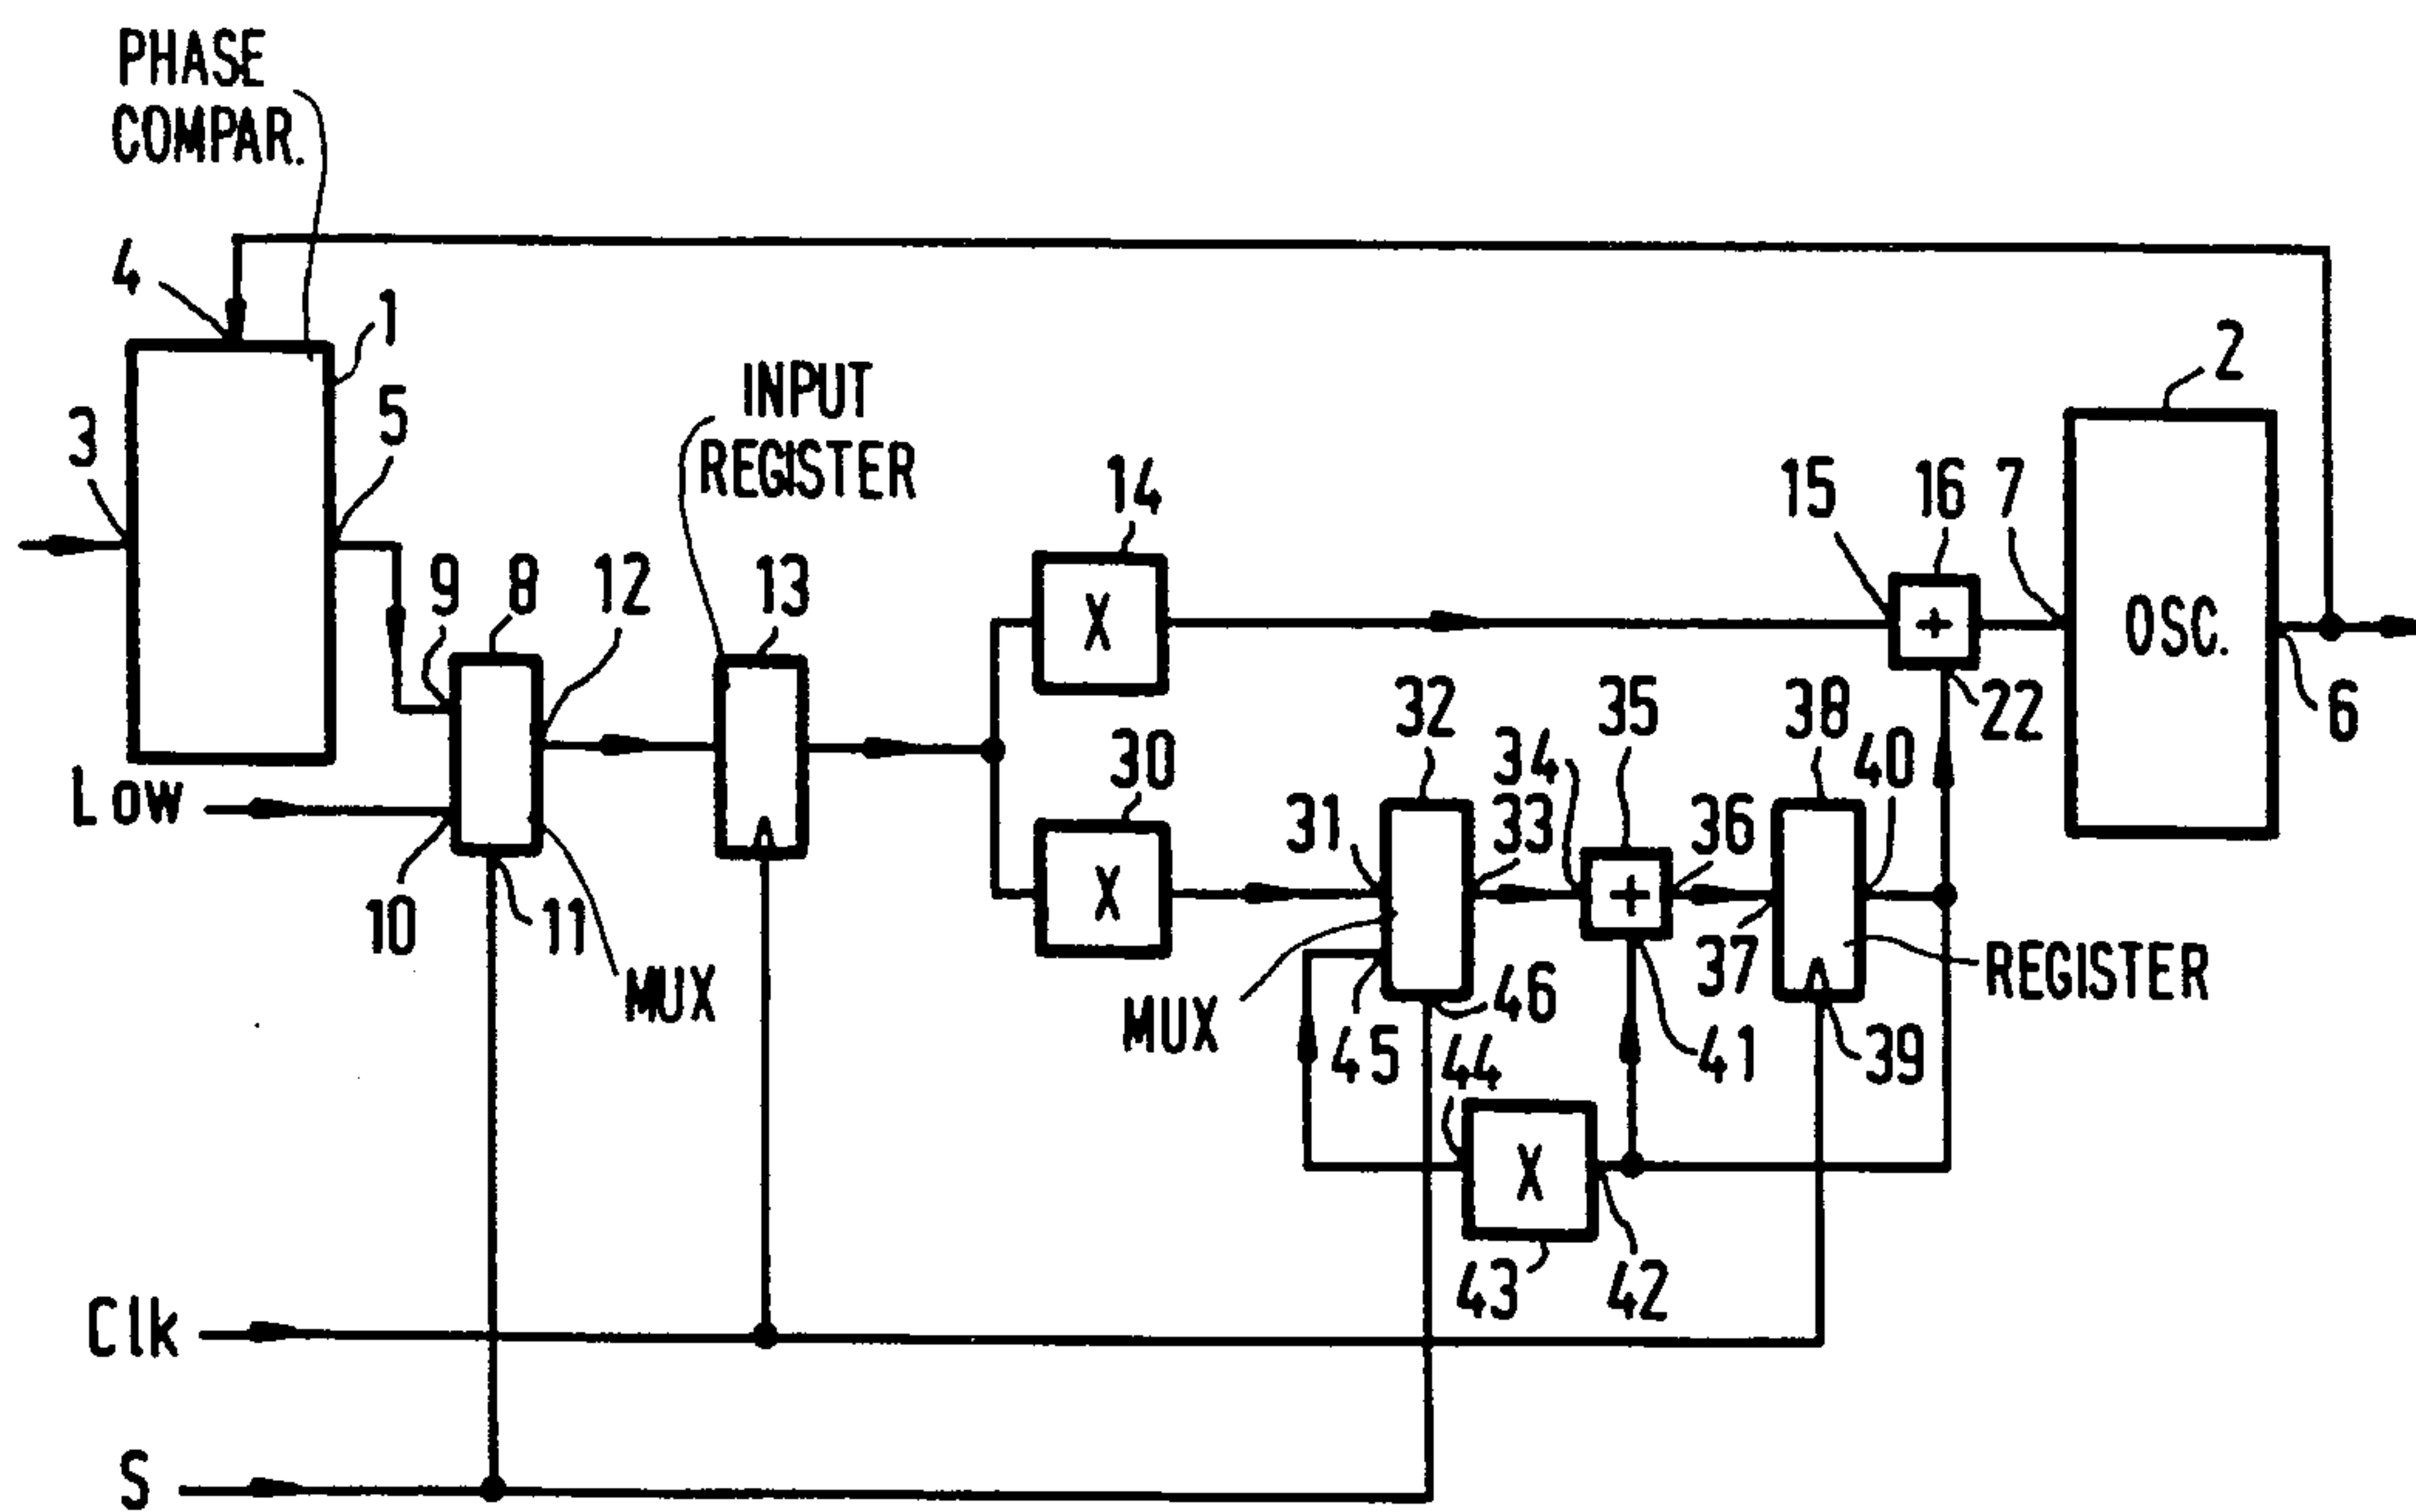 PHASE
COMPAR.
4
1
3
5
2
INPUT
REGISTER
14
15
16
7
9
8
12
13
X
+
OSC.
32
35
38
22
6
Low
30
34
40
31
33
36
10
11
X
+
37
REGISTER
MUX
MUX
46
45
44
41
39
X
Clk
43
42
S